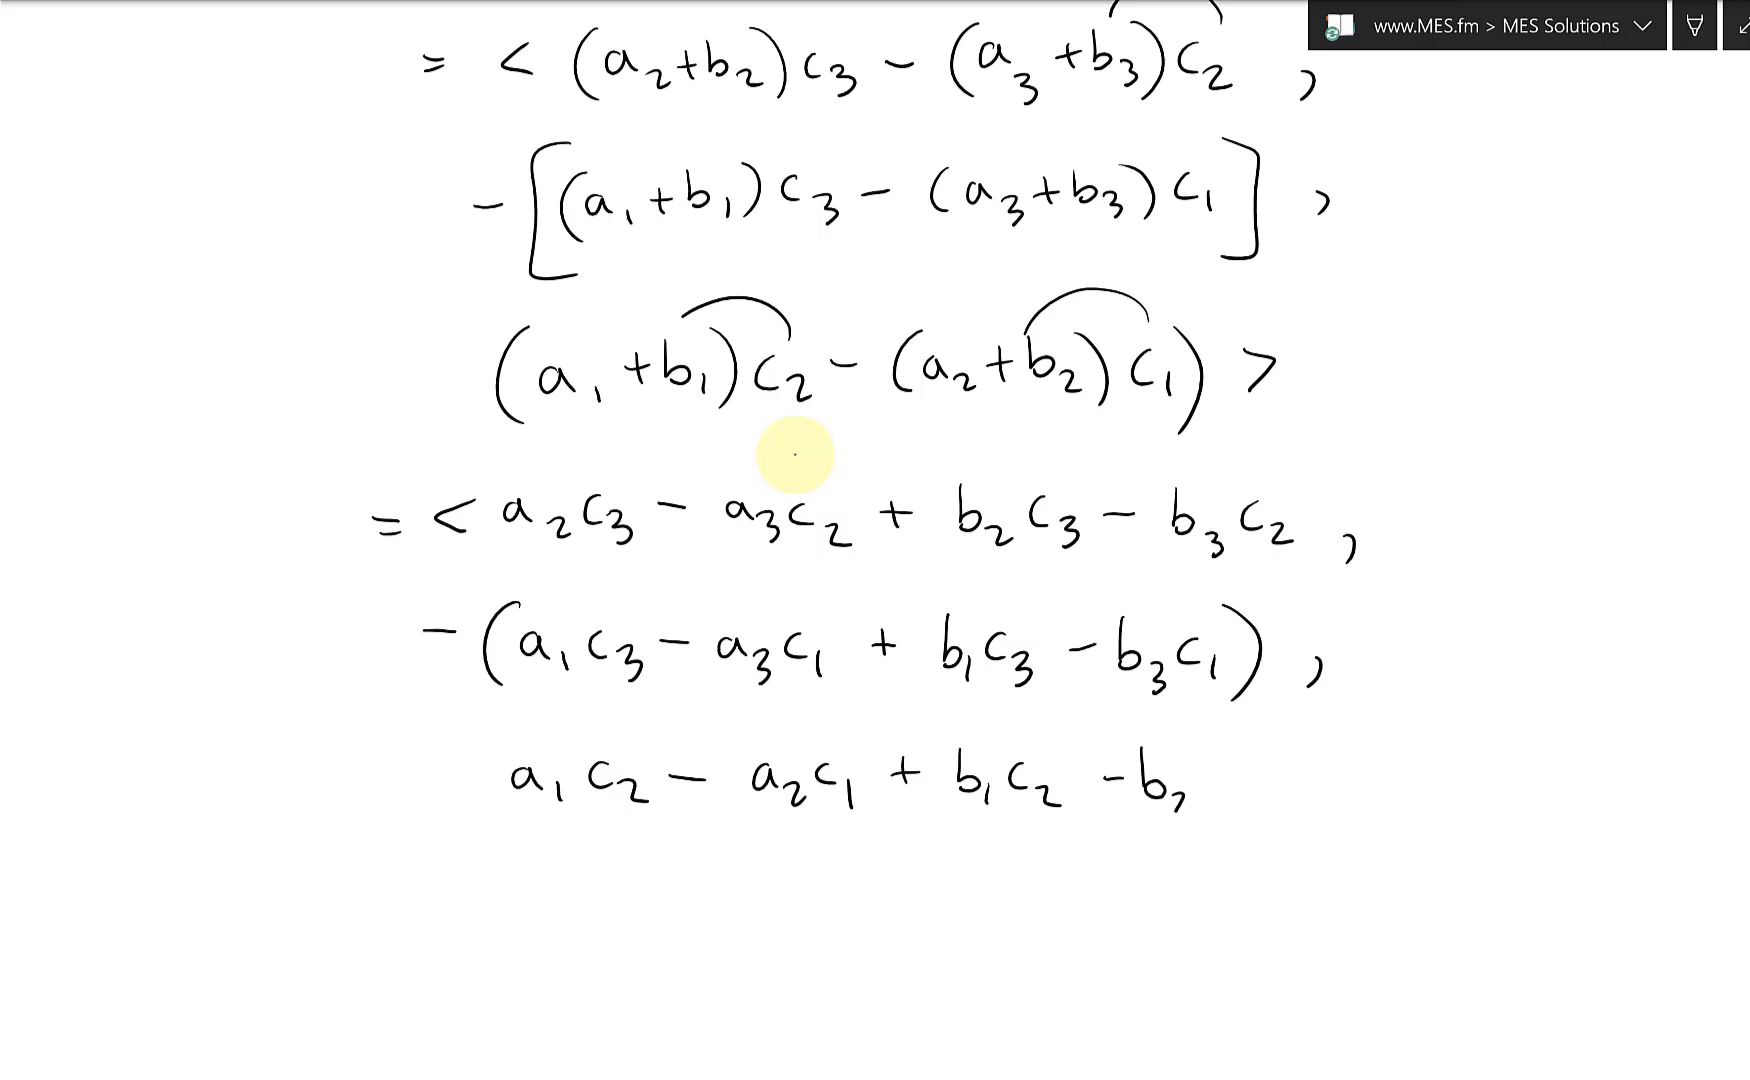 www.MES.fm > MES Solutions
= < (a₂+b₂)c₃ - (a₃+b₃)c₂ ,
-[(a₁+b₁)c₃ - (a₃+b₃)c₁] ,
(a₁+b₁)c₂ - (a₂+b₂)c₁) >
= < a₂c₃ - a₃c₂ + b₂c₃ - b₃c₂ ,
-(a₁c₃ - a₃c₁ + b₁c₃ - b₃c₁) ,
a₁c₂ - a₂c₁ + b₁c₂ - b₂